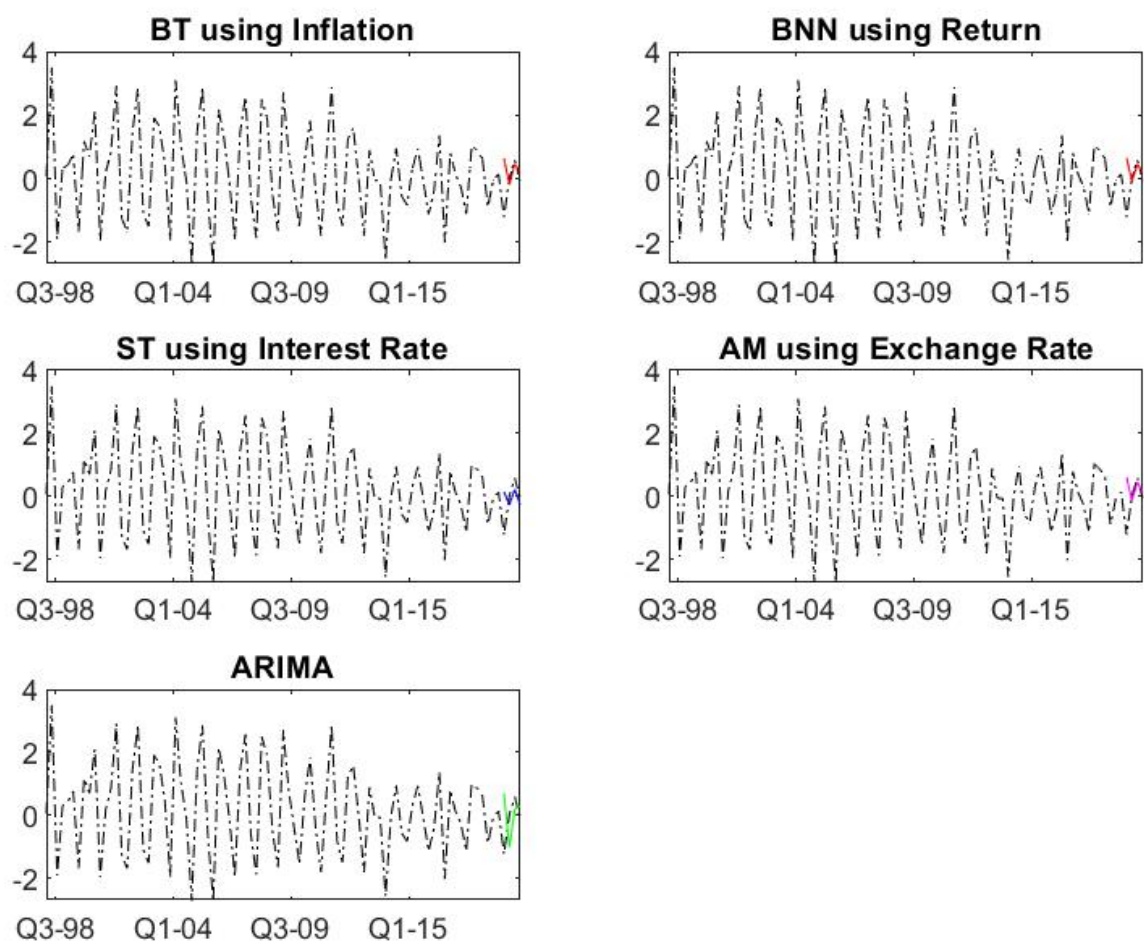 BT using Inflation
4
2
0
-2
Q3-98 Q1-04 Q3-09 Q1-15
BNN using Return
4
2
0
-2
Q3-98 Q1-04 Q3-09 Q1-15
ST using Interest Rate
4
2
0
-2
Q3-98 Q1-04 Q3-09 Q1-15
AM using Exchange Rate
4
2
0
-2
Q3-98 Q1-04 Q3-09 Q1-15
ARIMA
4
2
0
-2
Q3-98 Q1-04 Q3-09 Q1-15